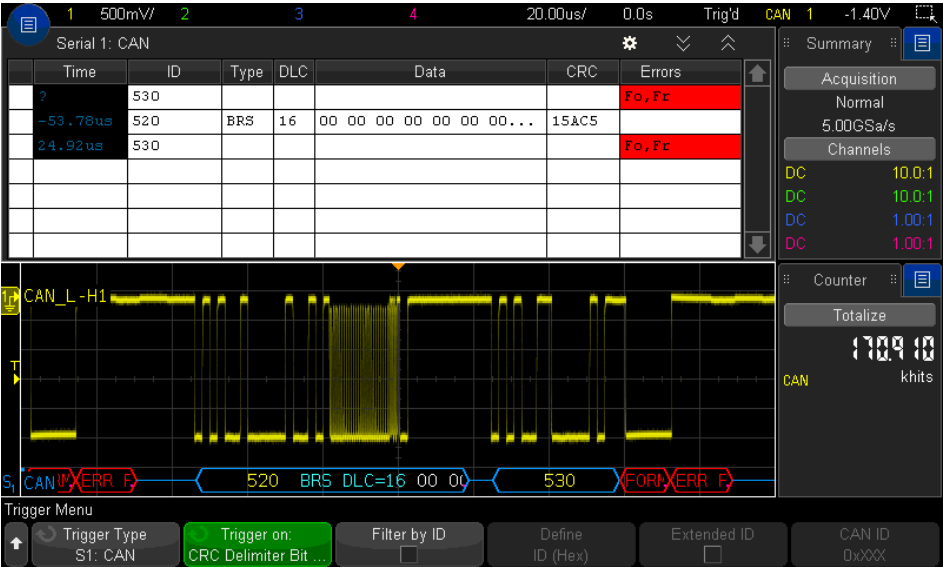 1 500mV/ 2 3 4 20.00us/ 0.0s Trig'd CAN 1 -1.40V
Serial 1: CAN
Time ID Type DLC Data CRC Errors
? 530 Fo,Fr
-53.78us 520 BRS 16 00 00 00 00 00 00 00... 15AC5
24.92us 530 Fo,Fr
Summary
Acquisition
Normal
5.00GSa/s
Channels
DC 10.0:1
DC 10.0:1
DC 1.00:1
DC 1.00:1
CAN_L -H1
T
S1 CAN ERR F 520 BRS DLC=16 00 530 FORM ERR F
Counter
Totalize
170.910
CAN khits
Trigger Menu
Trigger Type
S1: CAN
Trigger on:
CRC Delimiter Bit ...
Filter by ID
Define
ID (Hex)
Extended ID
CAN ID
0xXXX